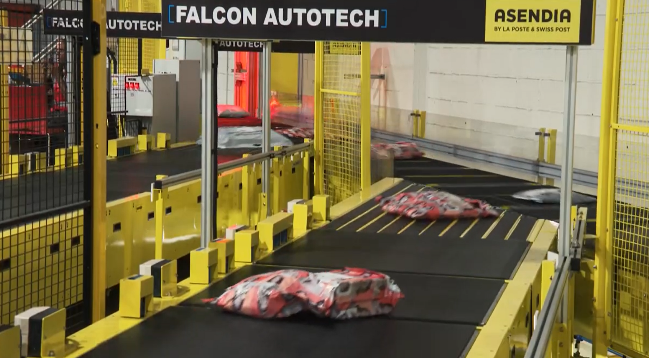 [FALCON AUTOTECH]
[FALCON AUTOTECH]
ASENDIA
BY LA POSTE & SWISS POST
AUTOTECH]